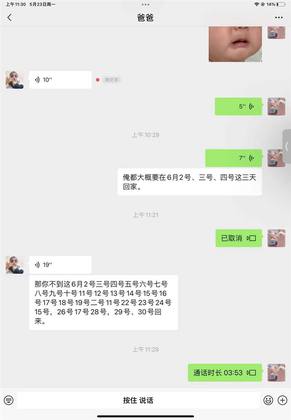 上午11:30 5月23日周一
14%
爸爸
10"
5"
上午10:29
7"
俺都大概要在6月2号、三号、四号这三天
回家。
上午11:21
已取消
19"
那你不到这6月2号三号四号五号六号七号
八号九号十号11号12号13号14号15号16
号17号18号19号二号11号22号23号24号
15号，26号17号28号，29号、30号回
来。
上午11:28
通话时长 03:53
按住 说话